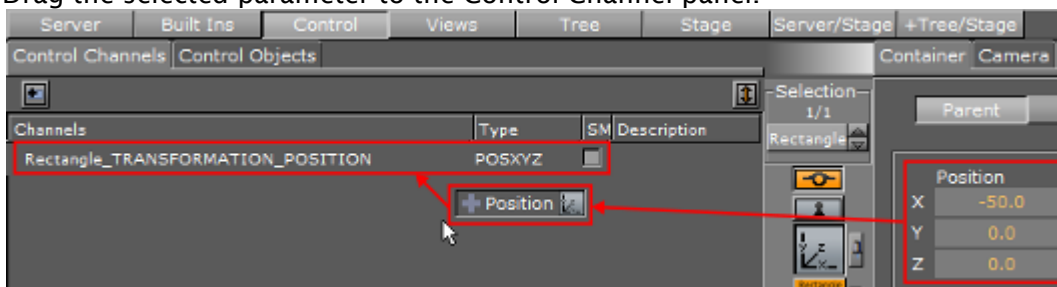 Drag the selected parameter to the Control Channel panel.
Server Built Ins Control Views Tree Stage Server/Stage +Tree/Stage
Control Channels Control Objects Container Camera
Selection
1/1
Parent
Channels Type SM Description
Rectangle
Rectangle_TRANSFORMATION_POSITION POSXYZ
Position
X -50.0
+ Position
Y 0.0
Z 0.0
Rectangle